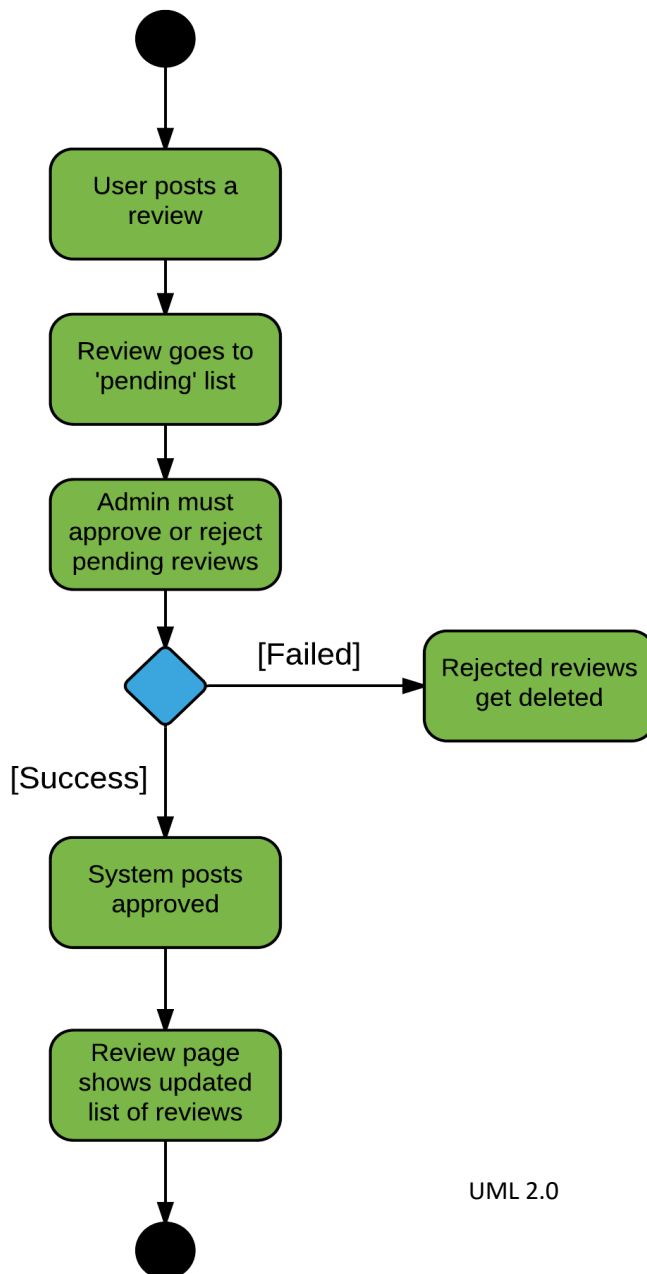 User posts a
review
Review goes to
'pending' list
Admin must
approve or reject
pending reviews
[Failed]
Rejected reviews
get deleted
[Success]
System posts
approved
Review page
shows updated
list of reviews
UML 2.0